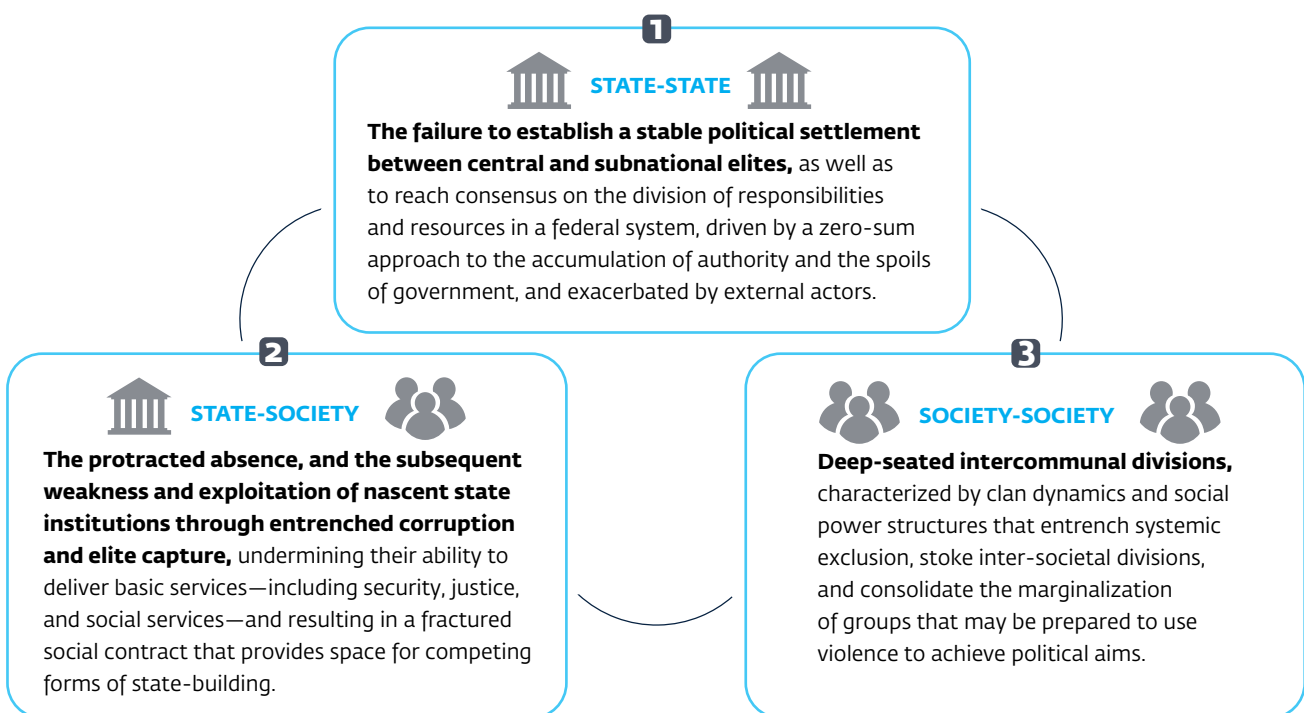 1
STATE-STATE
The failure to establish a stable political settlement
between central and subnational elites, as well as
to reach consensus on the division of responsibilities
and resources in a federal system, driven by a zero-sum
approach to the accumulation of authority and the spoils
of government, and exacerbated by external actors.
2
STATE-SOCIETY
The protracted absence, and the subsequent
weakness and exploitation of nascent state
institutions through entrenched corruption
and elite capture, undermining their ability to
deliver basic services—including security, justice,
and social services—and resulting in a fractured
social contract that provides space for competing
forms of state-building.
3
SOCIETY-SOCIETY
Deep-seated intercommunal divisions,
characterized by clan dynamics and social
power structures that entrench systemic
exclusion, stoke inter-societal divisions,
and consolidate the marginalization
of groups that may be prepared to use
violence to achieve political aims.